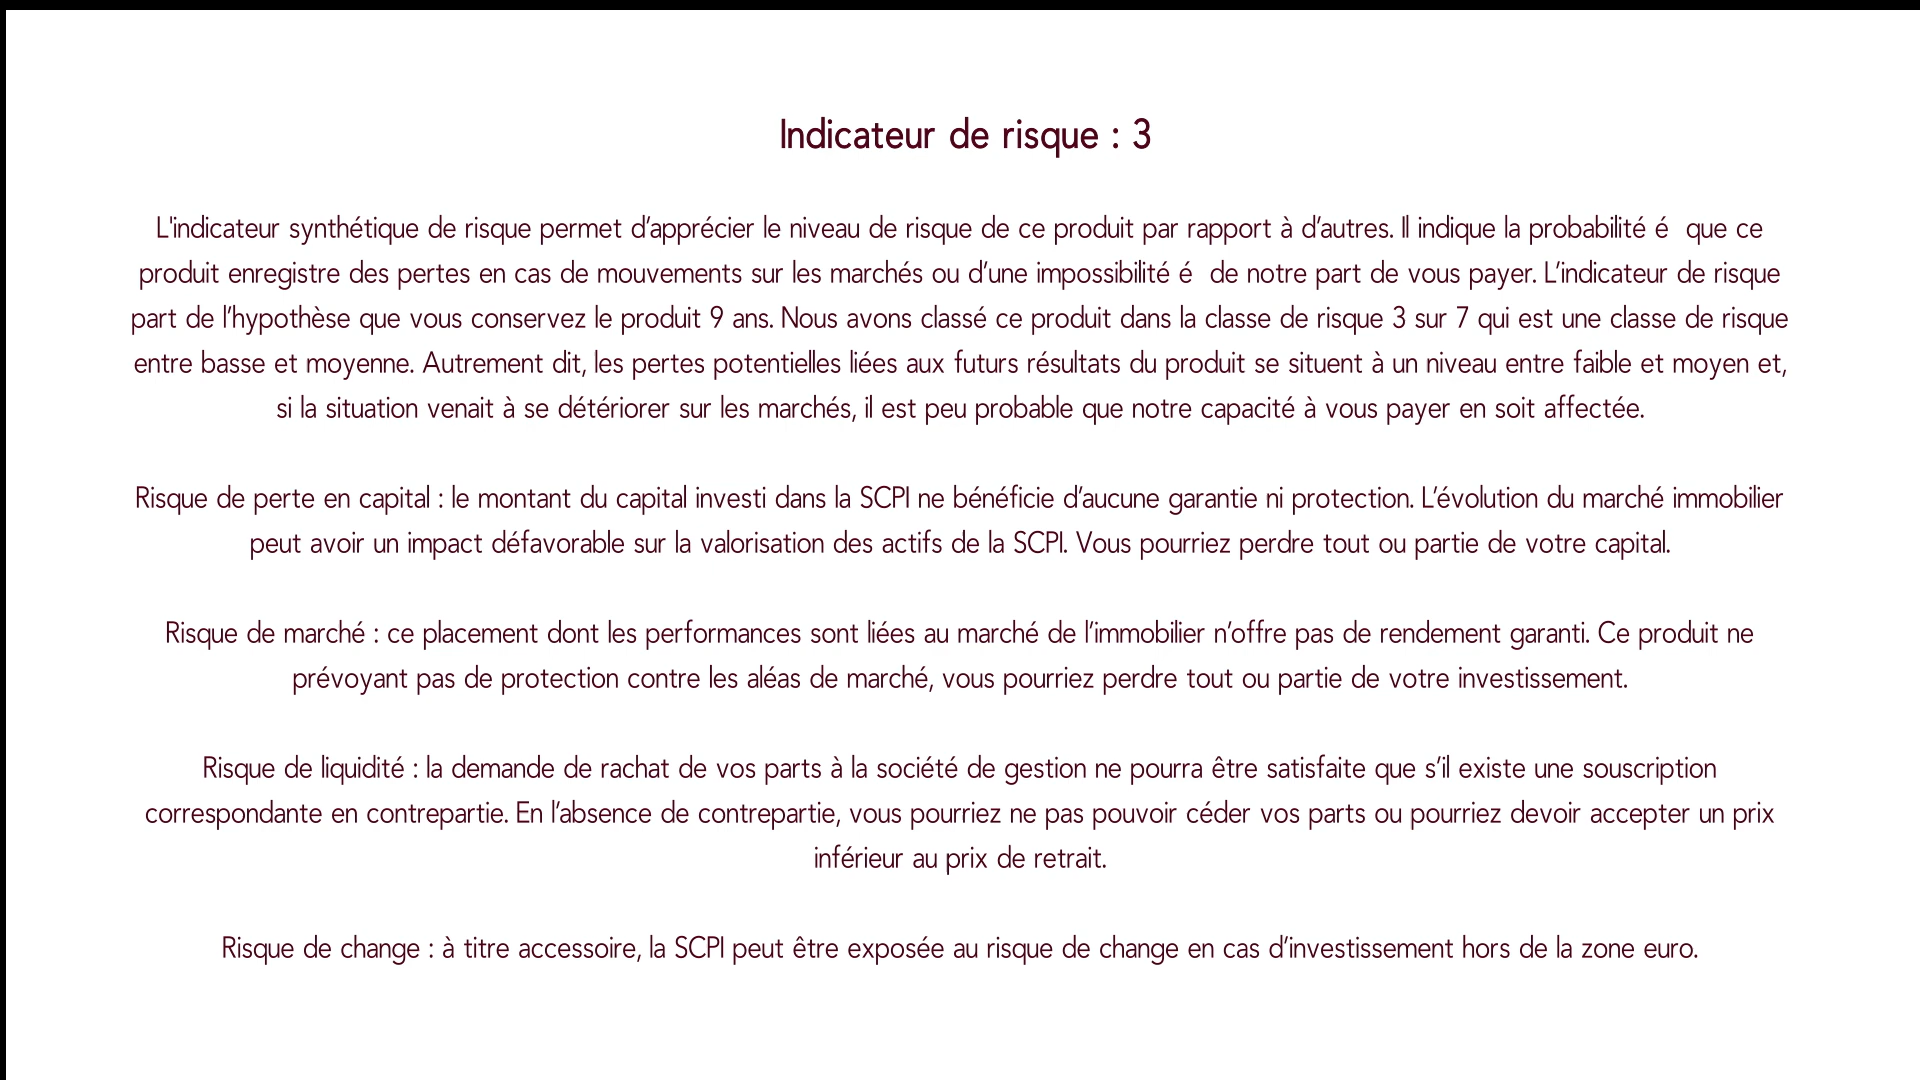 Indicateur de risque : 3
L'indicateur synthétique de risque permet d’apprécier le niveau de risque de ce produit par rapport à d’autres. Il indique la probabilité é que ce
produit enregistre des pertes en cas de mouvements sur les marchés ou d’une impossibilité é de notre part de vous payer. L’indicateur de risque
part de l’hypothèse que vous conservez le produit 9 ans. Nous avons classé ce produit dans la classe de risque 3 sur 7 qui est une classe de risque
entre basse et moyenne. Autrement dit, les pertes potentielles liées aux futurs résultats du produit se situent à un niveau entre faible et moyen et,
si la situation venait à se détériorer sur les marchés, il est peu probable que notre capacité à vous payer en soit affectée.
Risque de perte en capital : le montant du capital investi dans la SCPI ne bénéficie d’aucune garantie ni protection. L’évolution du marché immobilier
peut avoir un impact défavorable sur la valorisation des actifs de la SCPI. Vous pourriez perdre tout ou partie de votre capital.
Risque de marché : ce placement dont les performances sont liées au marché de l’immobilier n’offre pas de rendement garanti. Ce produit ne
prévoyant pas de protection contre les aléas de marché, vous pourriez perdre tout ou partie de votre investissement.
Risque de liquidité : la demande de rachat de vos parts à la société de gestion ne pourra être satisfaite que s’il existe une souscription
correspondante en contrepartie. En l’absence de contrepartie, vous pourriez ne pas pouvoir céder vos parts ou pourriez devoir accepter un prix
inférieur au prix de retrait.
Risque de change : à titre accessoire, la SCPI peut être exposée au risque de change en cas d’investissement hors de la zone euro.